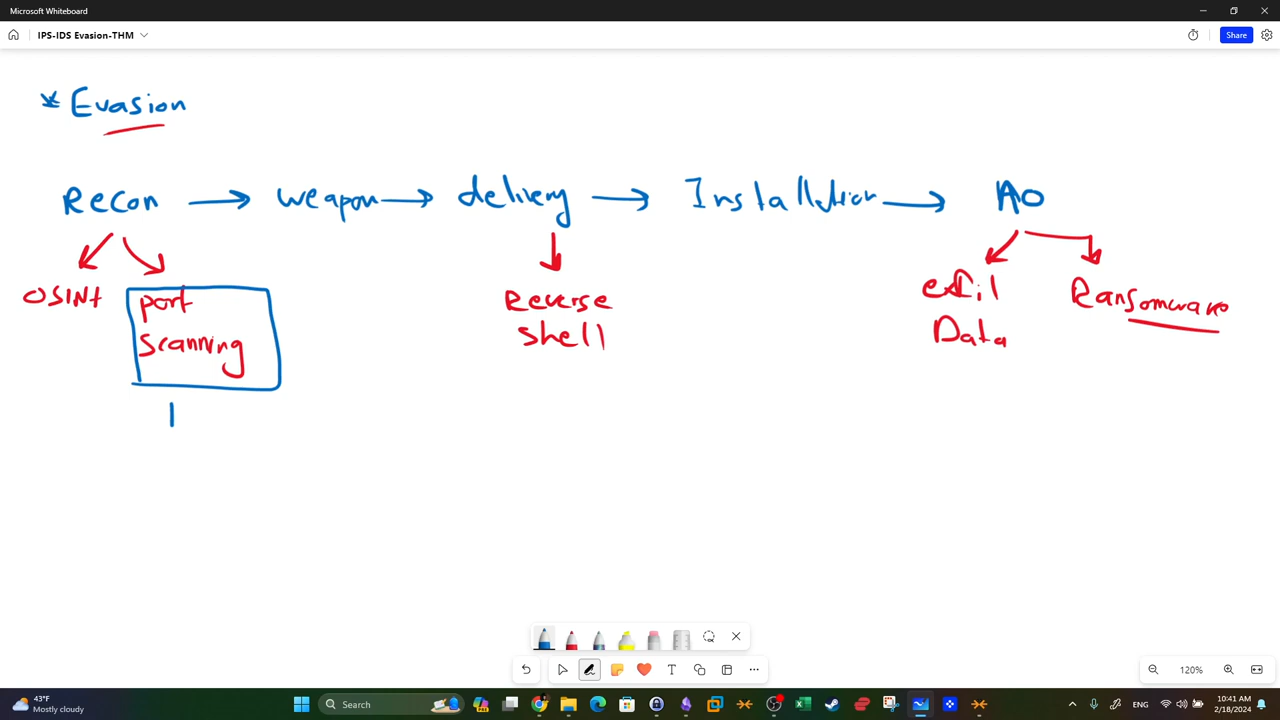 Microsoft Whiteboard
IPS-IDS Evasion-THM
Share
* Evasion
Recon → weapon → delivery → Installation → AO
OSINT
port
scanning
Reverse
shell
exfil
Data
Ransomware
120%
43°F
Mostly cloudy
Search
ENG
10:41 AM
2/18/2024